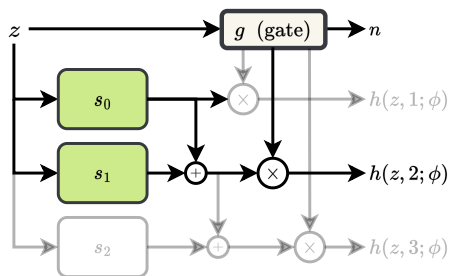 z g (gate) n
× h(z, 1; ϕ)
s₀
s₁ + × h(z, 2; ϕ)
s₂ + × h(z, 3; ϕ)